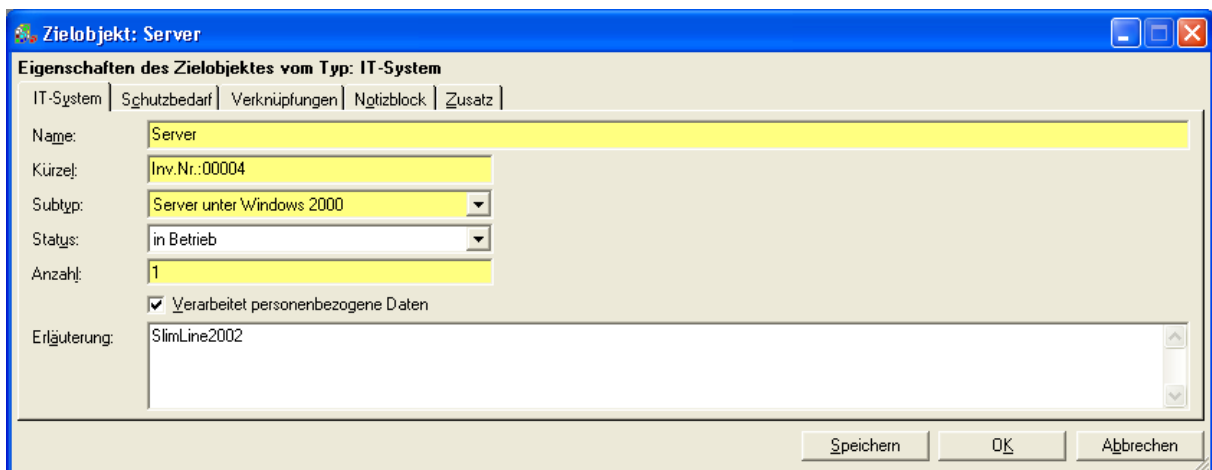 Zielobjekt: Server
Eigenschaften des Zielobjektes vom Typ: IT-System
IT-System Schutzbedarf Verknüpfungen Notizblock Zusatz
Name: Server
Kürzel: Inv.Nr.:00004
Subtyp: Server unter Windows 2000
Status: in Betrieb
Anzahl: 1
Verarbeitet personenbezogene Daten
Erläuterung: SlimLine2002
Speichern OK Abbrechen